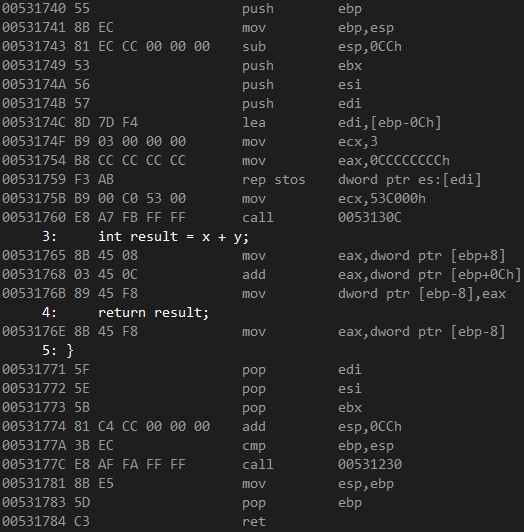 00531740 55 push ebp
00531741 8B EC mov ebp,esp
00531743 81 EC CC 00 00 00 sub esp,0CCh
00531749 53 push ebx
0053174A 56 push esi
0053174B 57 push edi
0053174C 8D 7D F4 lea edi,[ebp-0Ch]
0053174F B9 03 00 00 00 mov ecx,3
00531754 B8 CC CC CC CC mov eax,0CCCCCCCCh
00531759 F3 AB rep stos dword ptr es:[edi]
0053175B B9 00 C0 53 00 mov ecx,53C000h
00531760 E8 A7 FB FF FF call 0053130C
3: int result = x + y;
00531765 8B 45 08 mov eax,dword ptr [ebp+8]
00531768 03 45 0C add eax,dword ptr [ebp+0Ch]
0053176B 89 45 F8 mov dword ptr [ebp-8],eax
4: return result;
0053176E 8B 45 F8 mov eax,dword ptr [ebp-8]
5: }
00531771 5F pop edi
00531772 5E pop esi
00531773 5B pop ebx
00531774 81 C4 CC 00 00 00 add esp,0CCh
0053177A 3B EC cmp ebp,esp
0053177C E8 AF FA FF FF call 00531230
00531781 8B E5 mov esp,ebp
00531783 5D pop ebp
00531784 C3 ret